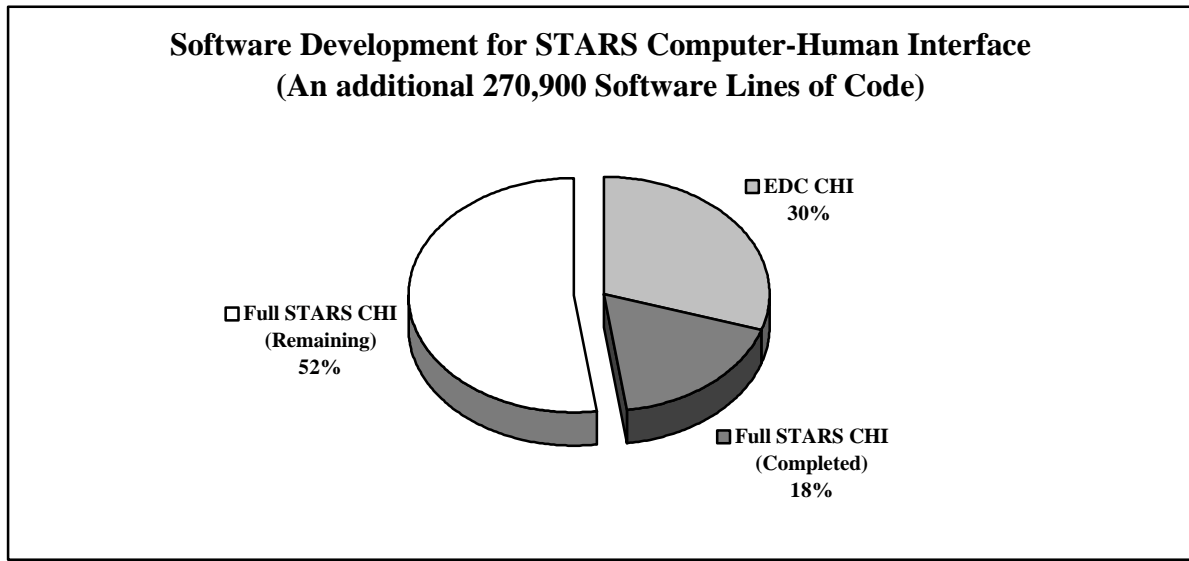 Software Development for STARS Computer-Human Interface
(An additional 270,900 Software Lines of Code)
EDC CHI
30%
Full STARS CHI
(Remaining)
52%
Full STARS CHI
(Completed)
18%